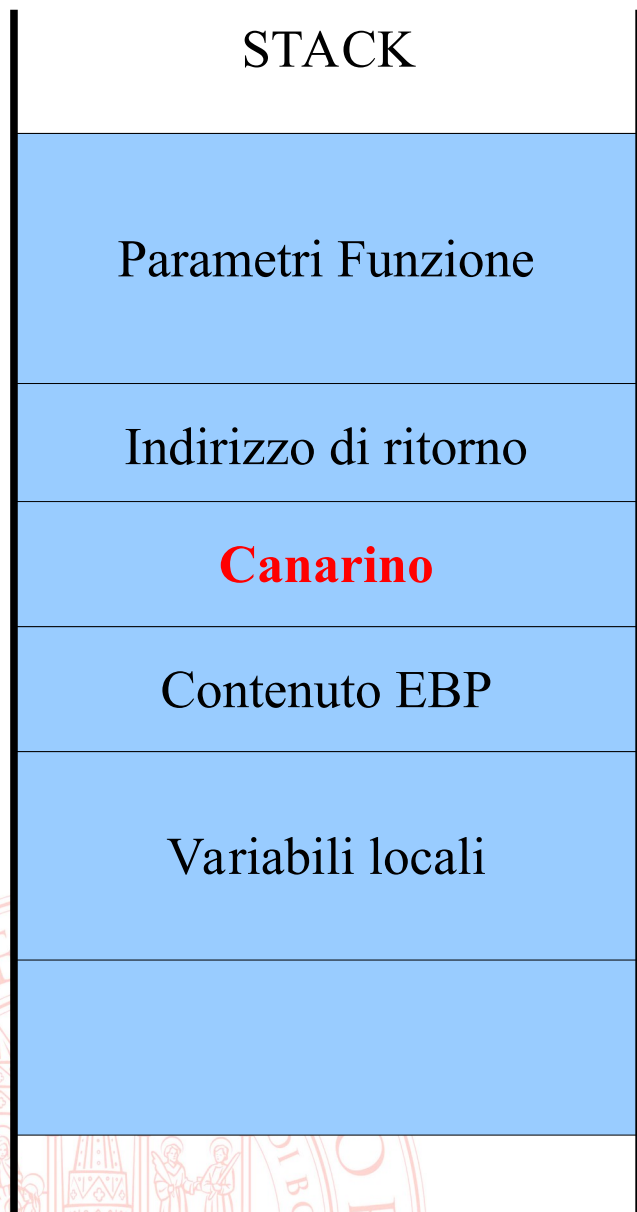 STACK
Parametri Funzione
Indirizzo di ritorno
Canarino
Contenuto EBP
Variabili locali